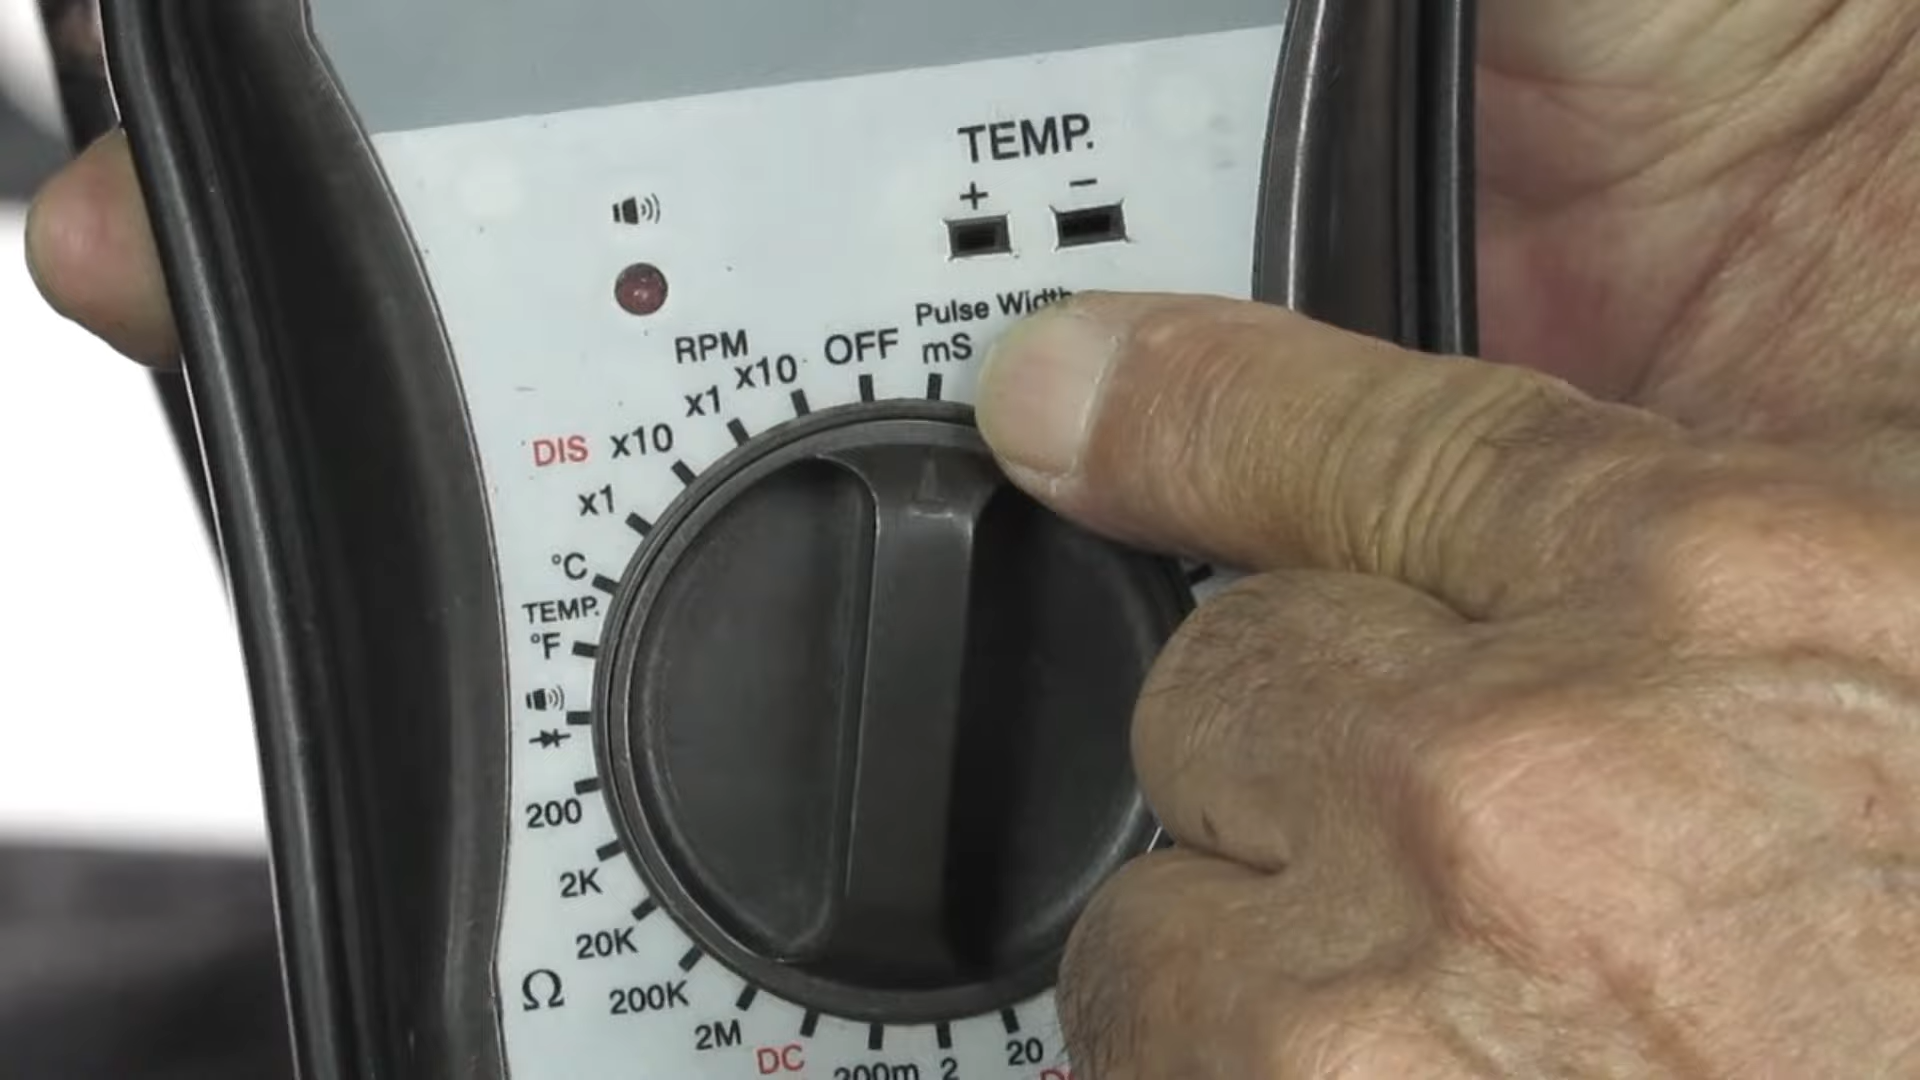 TEMP.
+ −
Pulse Width
mS
OFF
RPM
x1 x10
DIS x10
x1
°C
TEMP.
°F
200
2K
20K
Ω 200K
2M
DC
200m 2 20